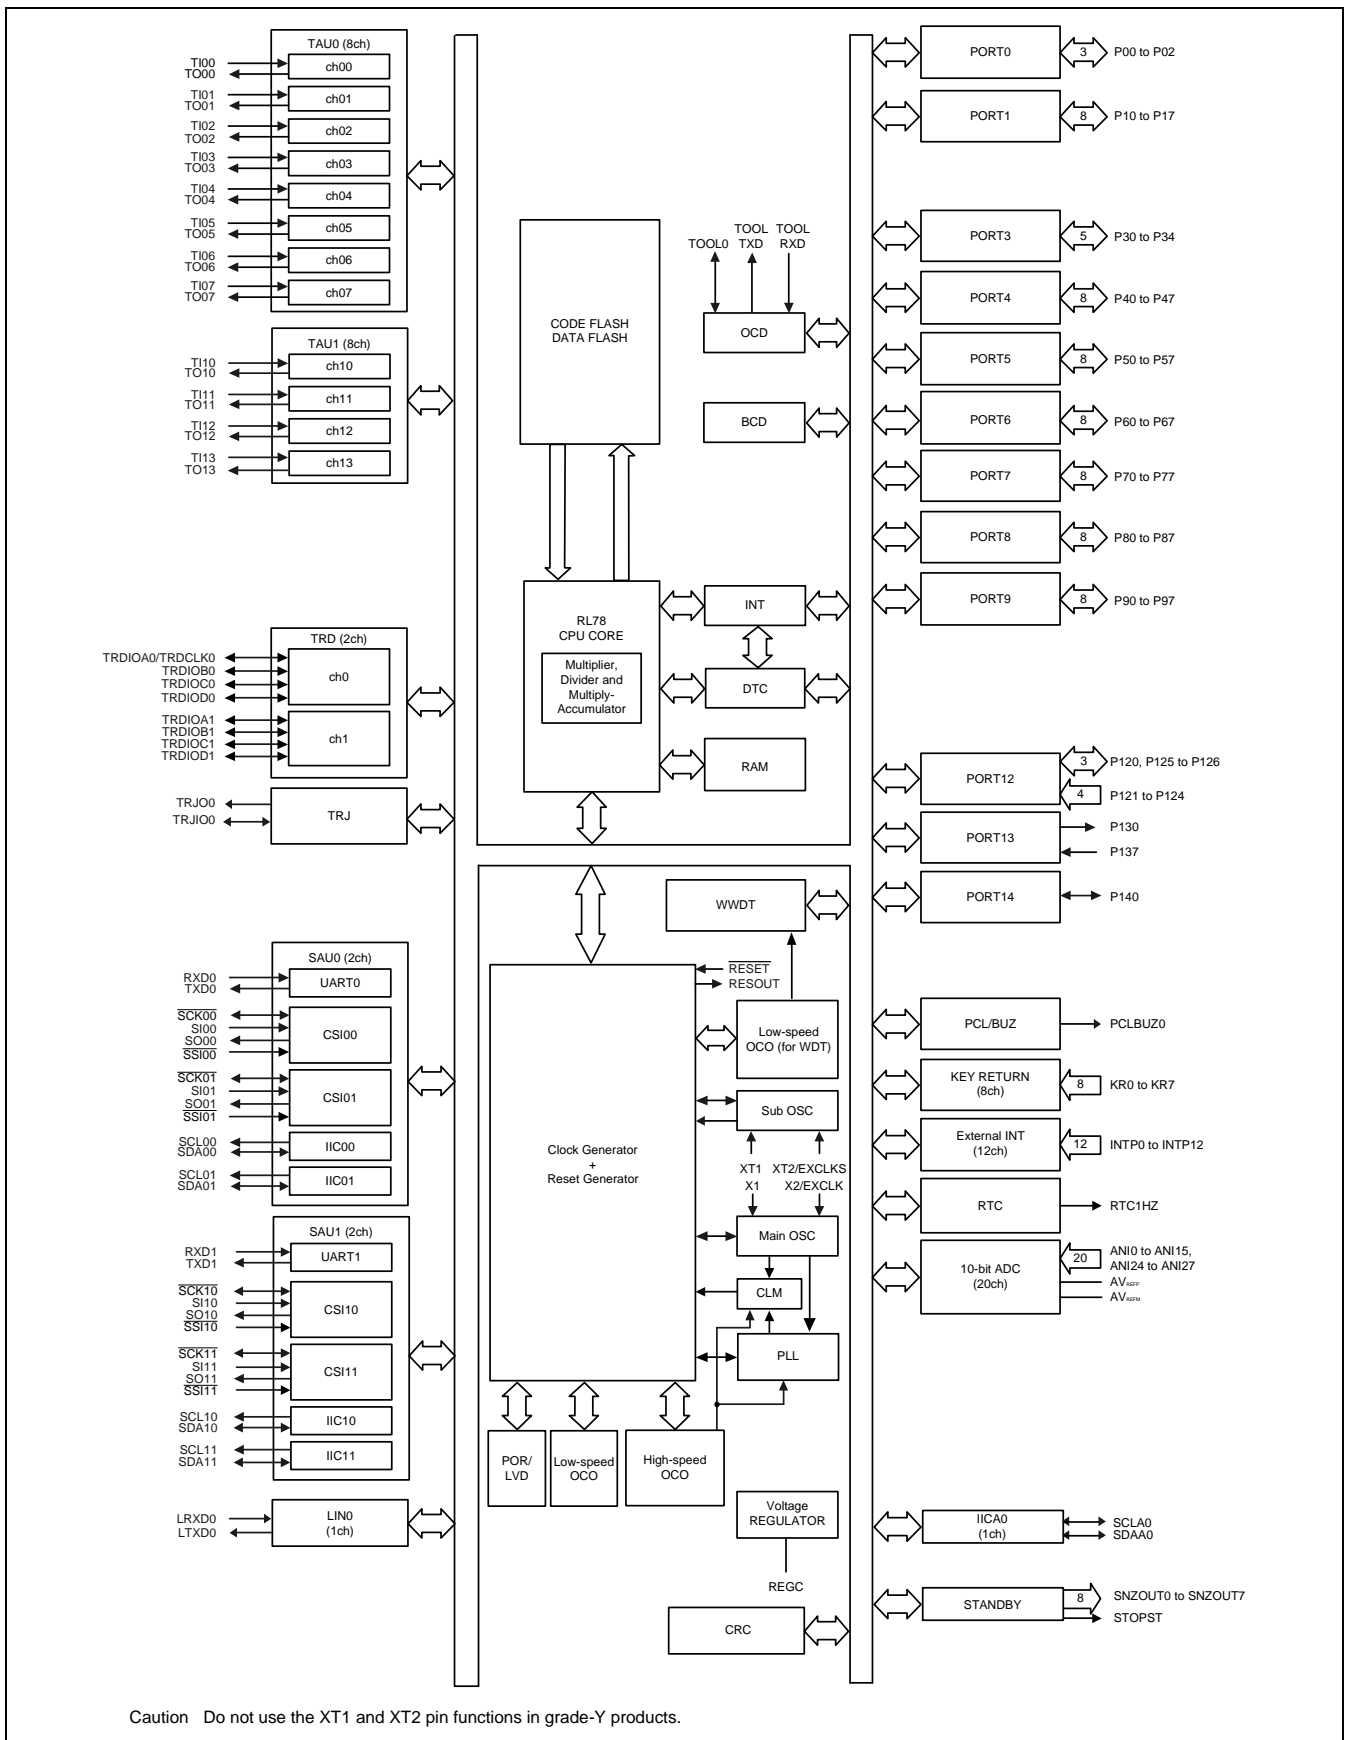 TAU0 (8ch)
TI00
TO00
ch00
TI01
TO01
ch01
TI02
TO02
ch02
TI03
TO03
ch03
TI04
TO04
ch04
TI05
TO05
ch05
TI06
TO06
ch06
TI07
TO07
ch07
TAU1 (8ch)
TI10
TO10
ch10
TI11
TO11
ch11
TI12
TO12
ch12
TI13
TO13
ch13
TRD (2ch)
TRDIOA0/TRDCLK0
TRDIOB0
TRDIOC0
TRDIOD0
ch0
TRDIOA1
TRDIOB1
TRDIOC1
TRDIOD1
ch1
TRJO0
TRJIO0
TRJ
SAU0 (2ch)
RXD0
TXD0
UART0
SCK00
SI00
SO00
SSI00
CSI00
SCK01
SI01
SO01
SSI01
CSI01
SCL00
SDA00
IIC00
SCL01
SDA01
IIC01
SAU1 (2ch)
RXD1
TXD1
UART1
SCK10
SI10
SO10
SSI10
CSI10
SCK11
SI11
SO11
SSI11
CSI11
SCL10
SDA10
IIC10
SCL11
SDA11
IIC11
LRXD0
LTXD0
LIN0
(1ch)
CODE FLASH
DATA FLASH
TOOL0
TOOL
TXD
TOOL
RXD
OCD
BCD
RL78
CPU CORE
Multiplier,
Divider and
Multiply-
Accumulator
INT
DTC
RAM
WWDT
RESET
RESOUT
Low-speed
OCO (for WDT)
Clock Generator
+
Reset Generator
Sub OSC
XT1 XT2/EXCLKS
X1 X2/EXCLK
Main OSC
CLM
PLL
POR/
LVD
Low-speed
OCO
High-speed
OCO
Voltage
REGULATOR
REGC
CRC
PORT0
3
P00 to P02
PORT1
8
P10 to P17
PORT3
5
P30 to P34
PORT4
8
P40 to P47
PORT5
8
P50 to P57
PORT6
8
P60 to P67
PORT7
8
P70 to P77
PORT8
8
P80 to P87
PORT9
8
P90 to P97
PORT12
3
P120, P125 to P126
4
P121 to P124
PORT13
P130
P137
PORT14
P140
PCL/BUZ
PCLBUZ0
KEY RETURN
(8ch)
8
KR0 to KR7
External INT
(12ch)
12
INTP0 to INTP12
RTC
RTC1HZ
10-bit ADC
(20ch)
20
ANI0 to ANI15,
ANI24 to ANI27
AVREFP
AVREFM
IICA0
(1ch)
SCLA0
SDAA0
STANDBY
8
SNZOUT0 to SNZOUT7
STOPST
Caution Do not use the XT1 and XT2 pin functions in grade-Y products.